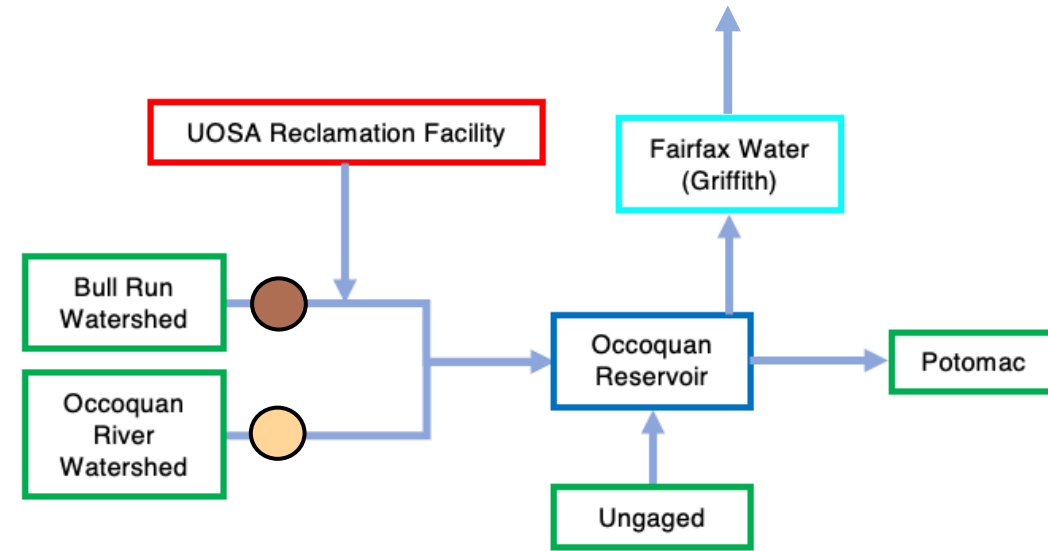 UOSA Reclamation Facility
Fairfax Water
(Griffith)
Bull Run
Watershed
Occoquan
Reservoir
Potomac
Occoquan
River
Watershed
Ungaged